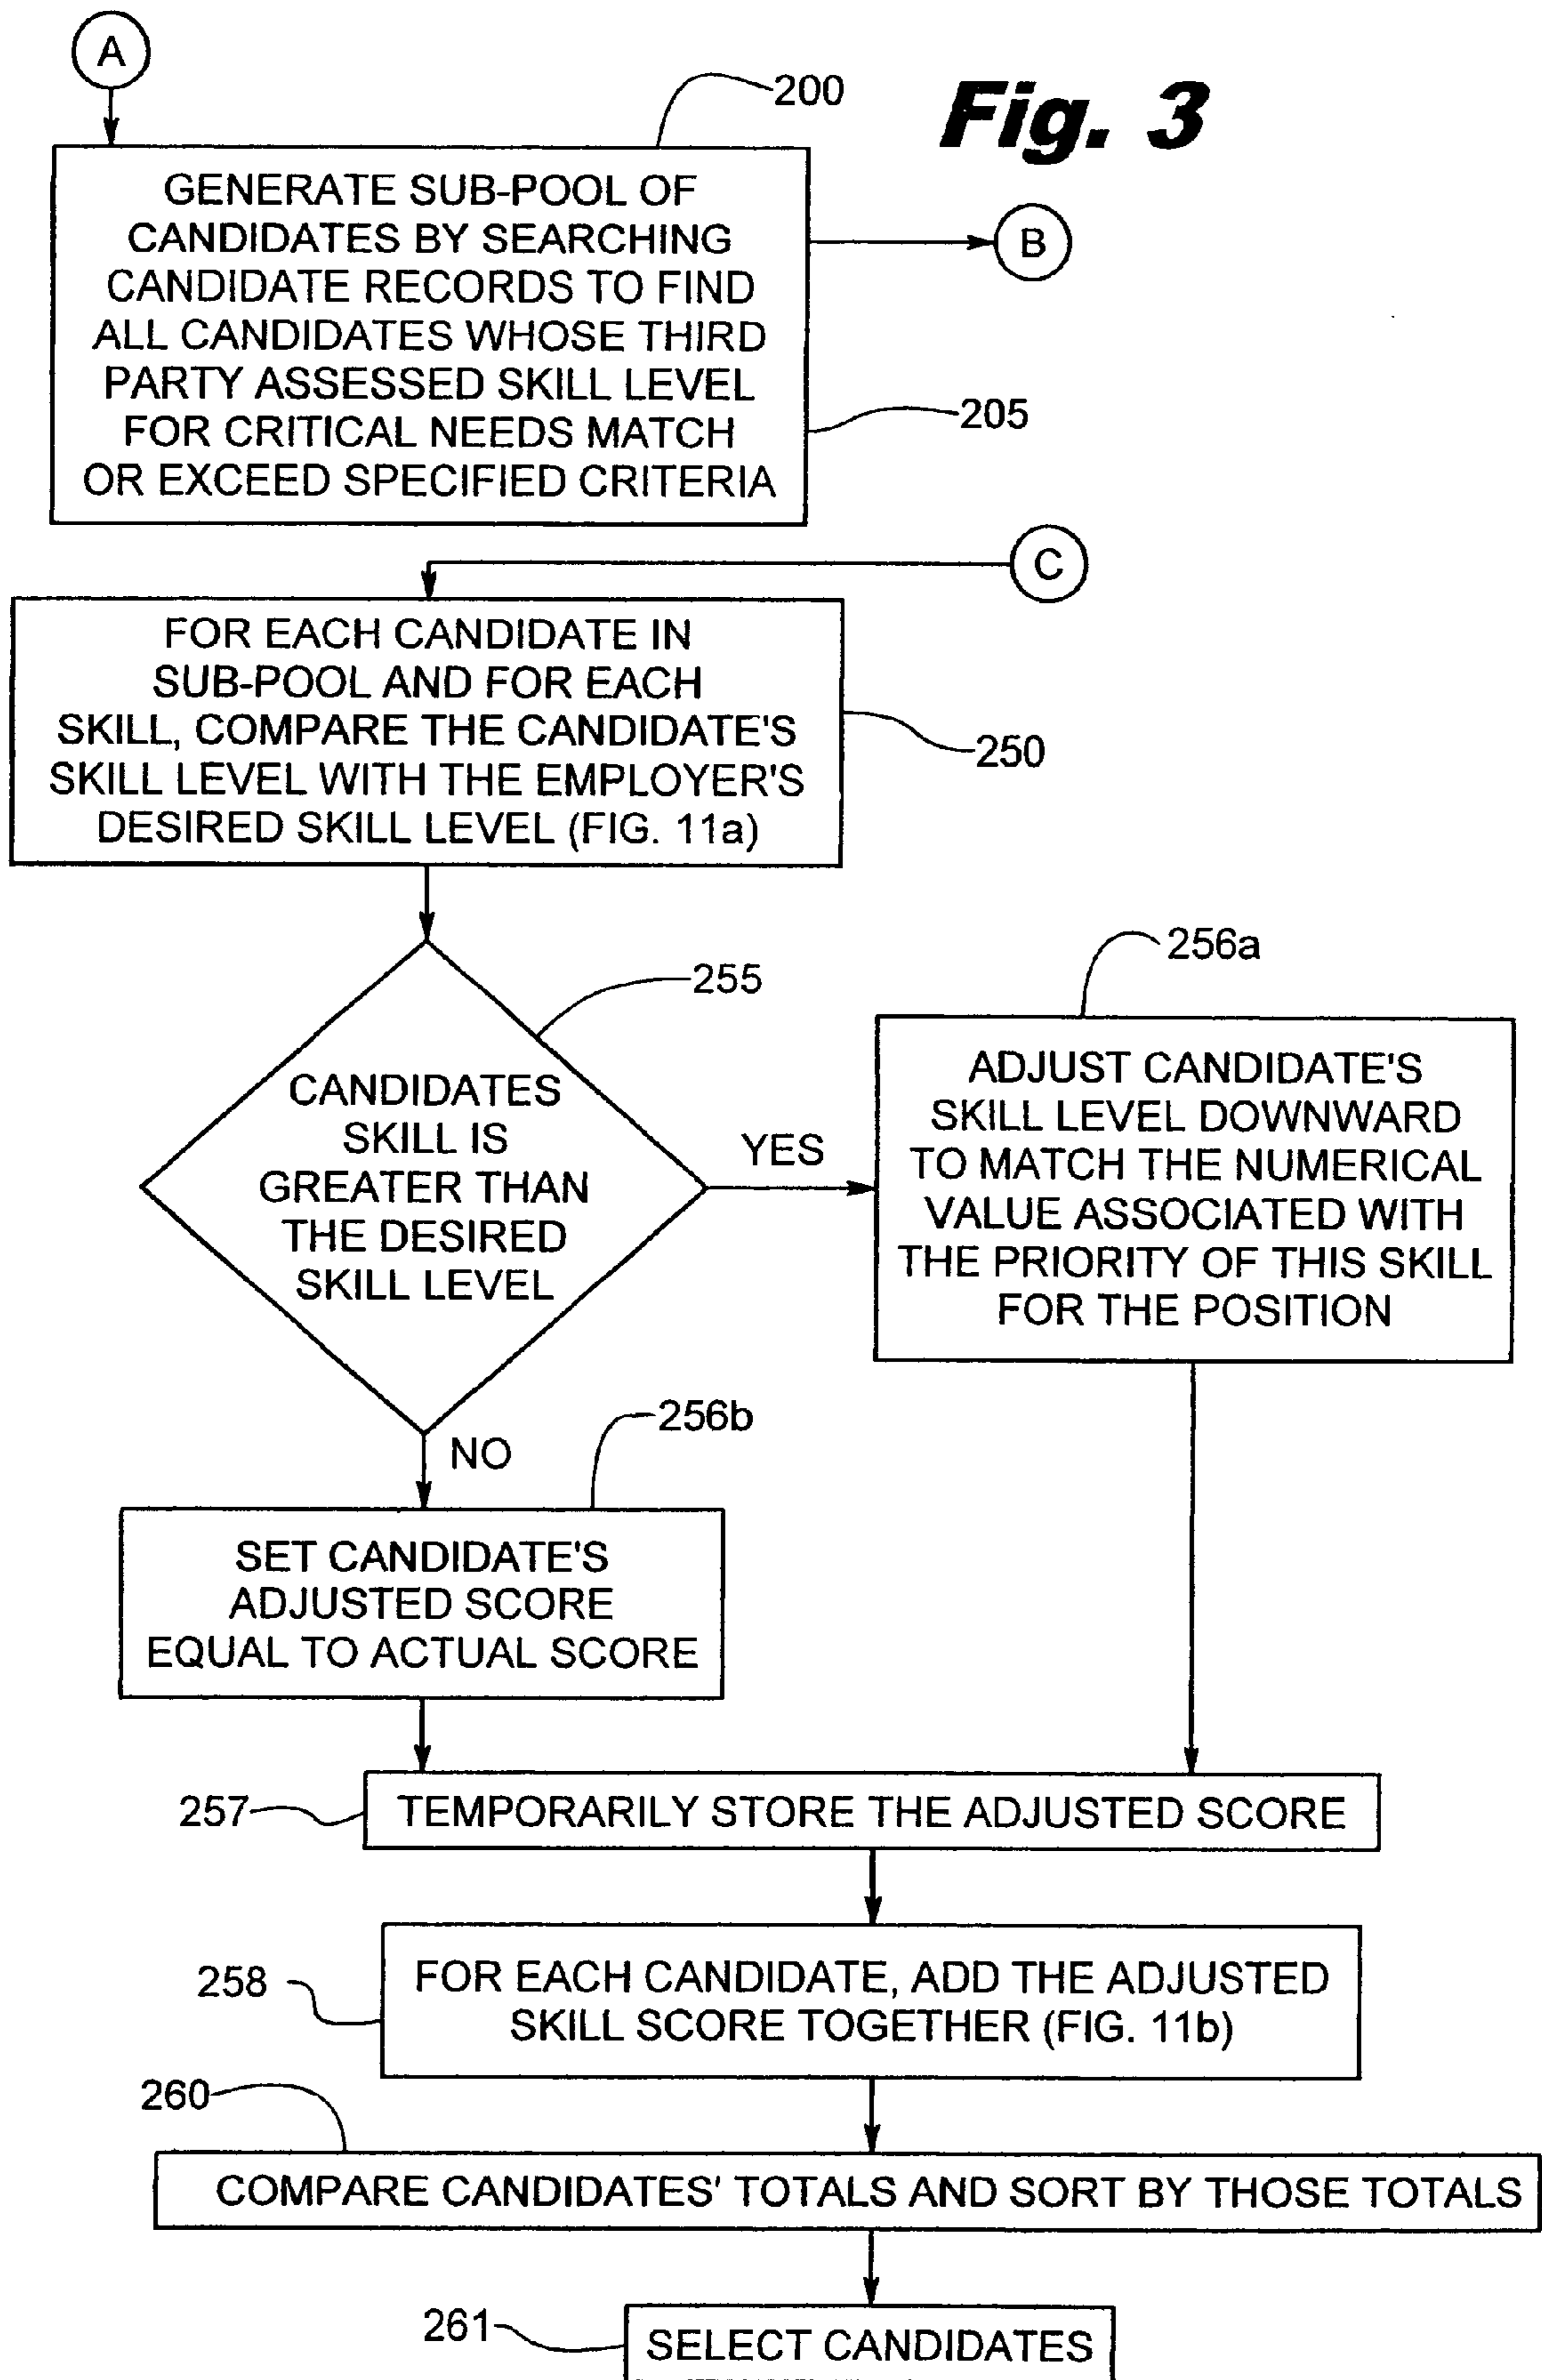 A
200
Fig. 3
GENERATE SUB-POOL OF
CANDIDATES BY SEARCHING
CANDIDATE RECORDS TO FIND
ALL CANDIDATES WHOSE THIRD
PARTY ASSESSED SKILL LEVEL
FOR CRITICAL NEEDS MATCH
OR EXCEED SPECIFIED CRITERIA
B
205
C
FOR EACH CANDIDATE IN
SUB-POOL AND FOR EACH
SKILL, COMPARE THE CANDIDATE'S
SKILL LEVEL WITH THE EMPLOYER'S
DESIRED SKILL LEVEL (FIG. 11a)
250
255
CANDIDATES
SKILL IS
GREATER THAN
THE DESIRED
SKILL LEVEL
YES
256a
ADJUST CANDIDATE'S
SKILL LEVEL DOWNWARD
TO MATCH THE NUMERICAL
VALUE ASSOCIATED WITH
THE PRIORITY OF THIS SKILL
FOR THE POSITION
NO
256b
SET CANDIDATE'S
ADJUSTED SCORE
EQUAL TO ACTUAL SCORE
257
TEMPORARILY STORE THE ADJUSTED SCORE
258
FOR EACH CANDIDATE, ADD THE ADJUSTED
SKILL SCORE TOGETHER (FIG. 11b)
260
COMPARE CANDIDATES' TOTALS AND SORT BY THOSE TOTALS
261
SELECT CANDIDATES